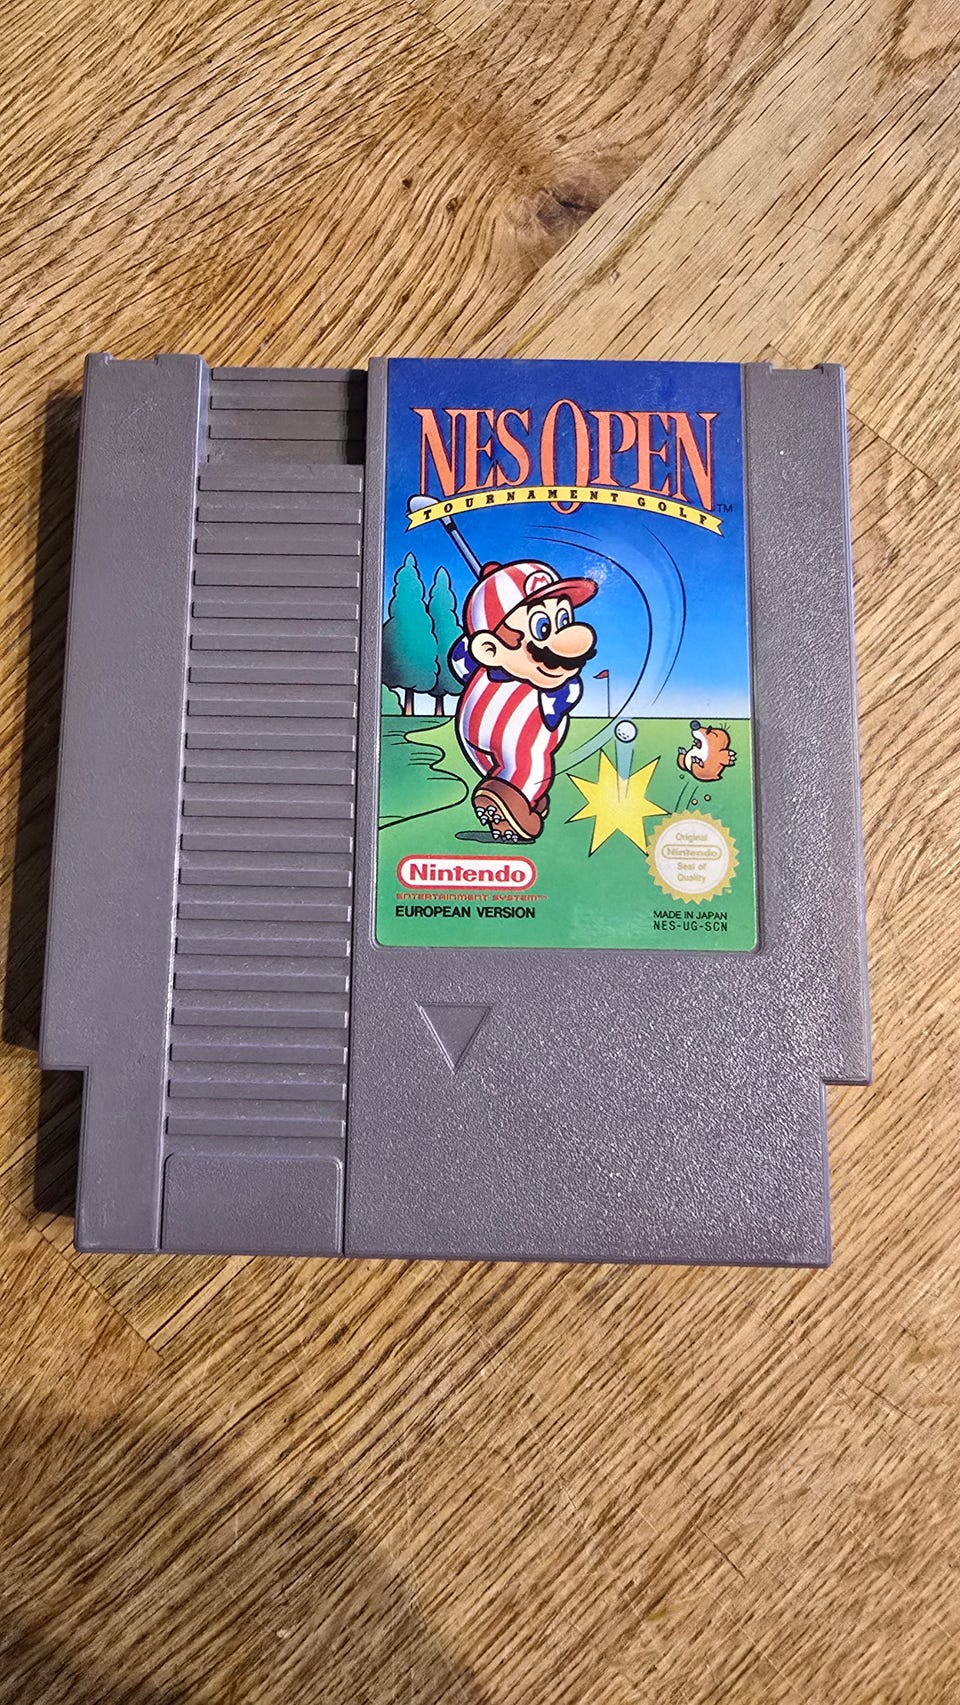 NES OPEN
TOURNAMENT GOLF
TM
M
Original
Nintendo
Seal of
Quality
TM
Nintendo
ENTERTAINMENT SYSTEM™
EUROPEAN VERSION
MADE IN JAPAN
NES-UG-SCN